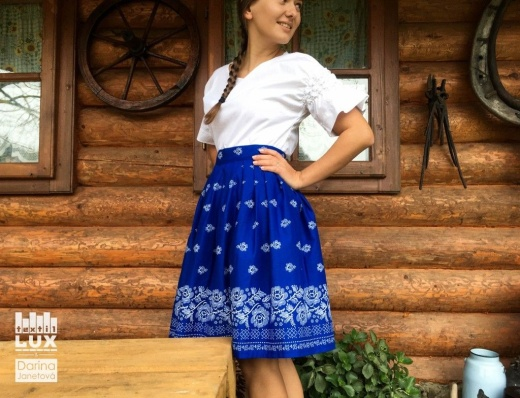 textil
LUX
Darina
Janetová